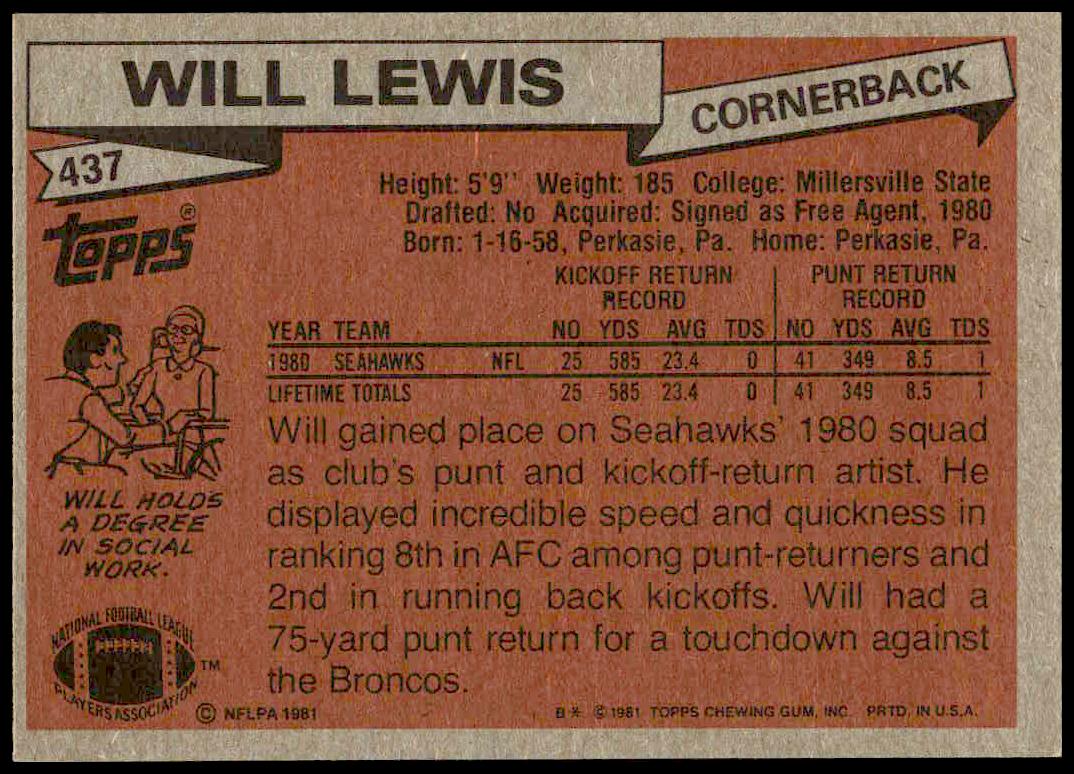 WILL LEWIS
CORNERBACK
437
TOPPS®
Height: 5'9'' Weight: 185 College: Millersville State
Drafted: No Acquired: Signed as Free Agent, 1980
Born: 1-16-58, Perkasie, Pa. Home: Perkasie, Pa.
KICKOFF RETURN RECORD PUNT RETURN RECORD
YEAR TEAM NO YDS AVG TDS NO YDS AVG TDS
1980 SEAHAWKS NFL 25 585 23.4 0 41 349 8.5 1
LIFETIME TOTALS 25 585 23.4 0 41 349 8.5 1
Will gained place on Seahawks' 1980 squad
as club's punt and kickoff-return artist. He
displayed incredible speed and quickness in
ranking 8th in AFC among punt-returners and
2nd in running back kickoffs. Will had a
75-yard punt return for a touchdown against
the Broncos.
WILL HOLDS
A DEGREE
IN SOCIAL
WORK.
NATIONAL FOOTBALL LEAGUE
PLAYERS ASSOCIATION
TM
© NFLPA 1981
B* © 1981 TOPPS CHEWING GUM, INC. PRTD. IN U.S.A.